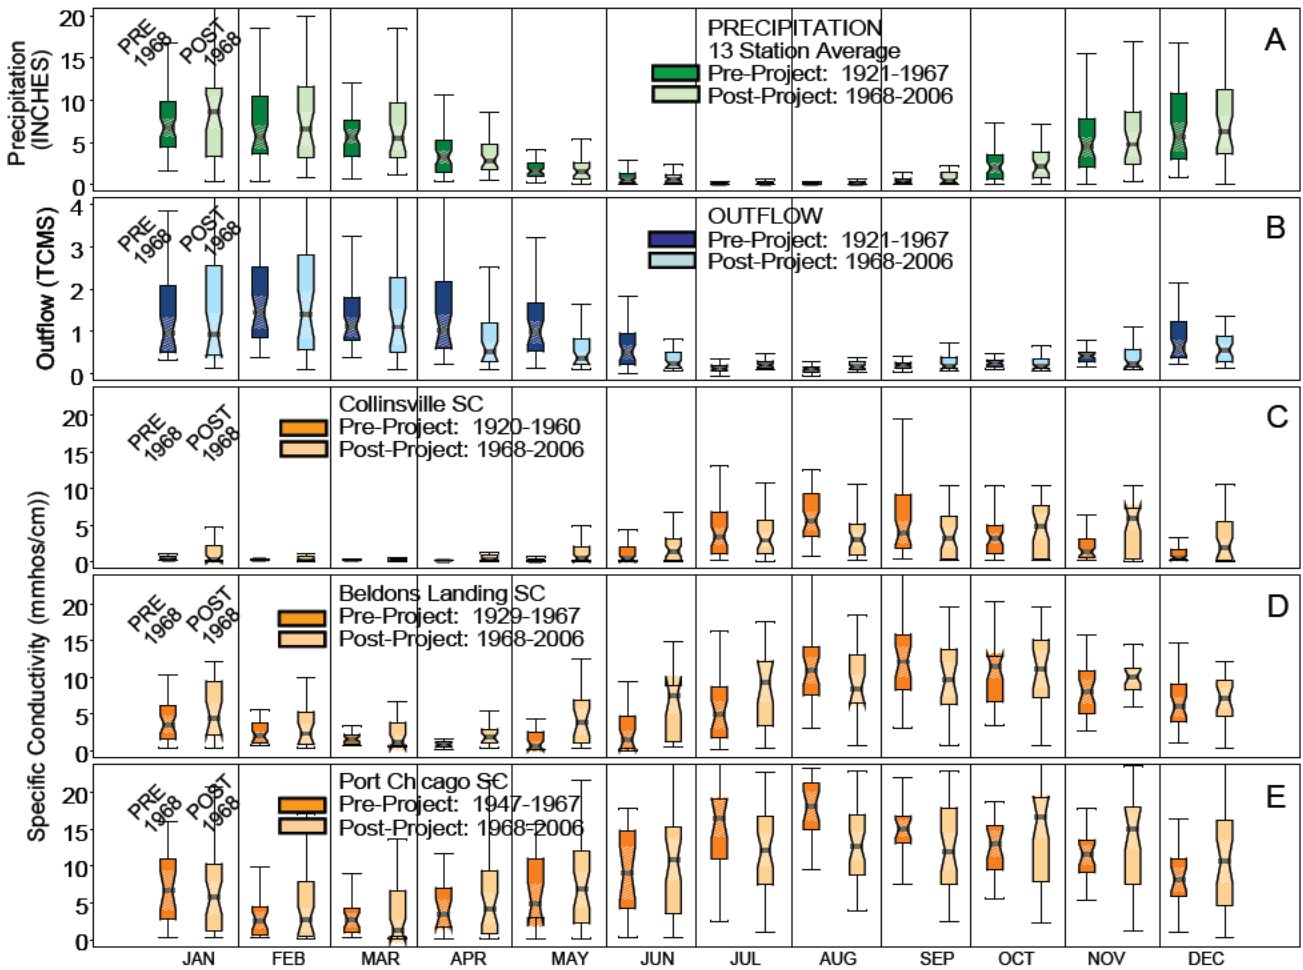 Precipitation
(INCHES)
20
15
10
5
0
PRE
1968
POST
1968
PRECIPITATION
13 Station Average
Pre-Project: 1921-1967
Post-Project: 1968-2006
A
Outflow (TCMS)
4
3
2
1
0
PRE
1968
POST
1968
OUTFLOW
Pre-Project: 1921-1967
Post-Project: 1968-2006
B
Specific Conductivity (mmhos/cm))
20
15
10
5
0
PRE
1968
POST
1968
Collinsville SC
Pre-Project: 1920-1960
Post-Project: 1968-2006
C
20
15
10
5
0
PRE
1968
POST
1968
Beldons Landing SC
Pre-Project: 1929-1967
Post-Project: 1968-2006
D
20
15
10
5
0
PRE
1968
POST
1968
Port Chicago SC
Pre-Project: 1947-1967
Post-Project: 1968-2006
E
JAN FEB MAR APR MAY JUN JUL AUG SEP OCT NOV DEC